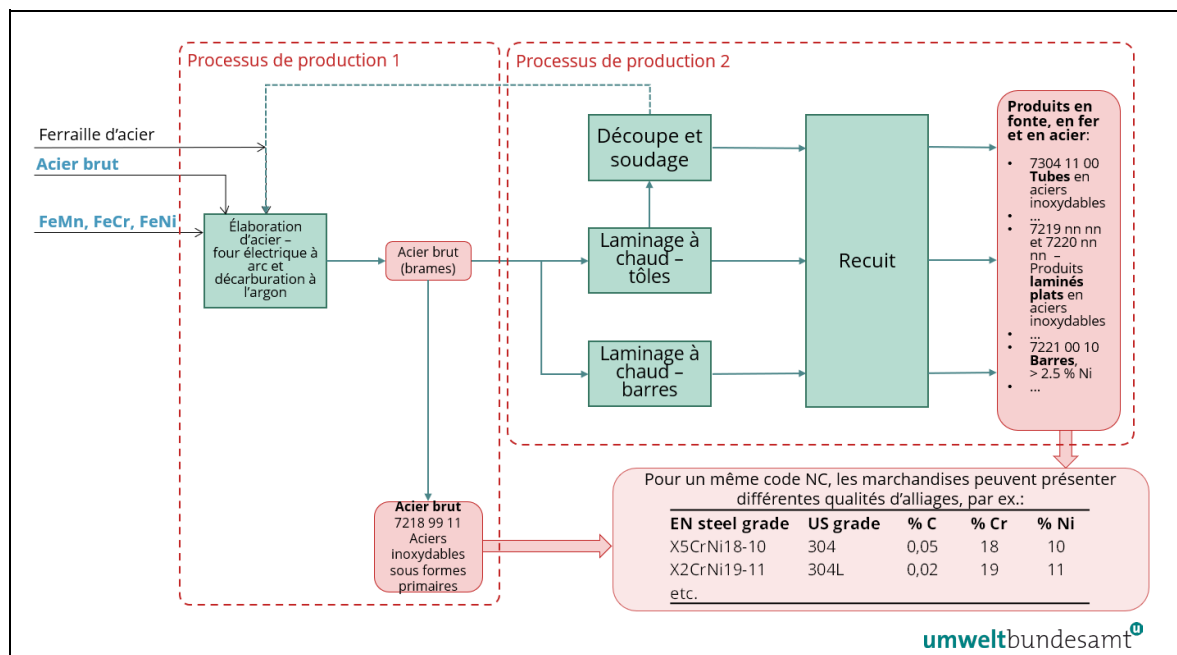 Processus de production 1
Processus de production 2
Ferraille d’acier
Acier brut
FeMn, FeCr, FeNi
Élaboration
d’acier –
four électrique à
arc et
décarburation à
l’argon
Acier brut
(brames)
Découpe et
soudage
Laminage à
chaud –
tôles
Laminage à
chaud –
barres
Recuit
Produits en
fonte, en fer
et en acier:
• 7304 11 00
Tubes en
aciers
inoxydables
• ...
• 7219 nn nn
et 7220 nn
nn –
Produits
laminés
plats en
aciers
inoxydables
• ...
• 7221 00 10
Barres,
> 2.5 % Ni
• ...
Acier brut
7218 99 11
Aciers
inoxydables
sous formes
primaires
Pour un même code NC, les marchandises peuvent présenter
différentes qualités d’alliages, par ex.:
EN steel grade US grade % C % Cr % Ni
X5CrNi18-10 304 0,05 18 10
X2CrNi19-11 304L 0,02 19 11
etc.
umweltbundesamt u